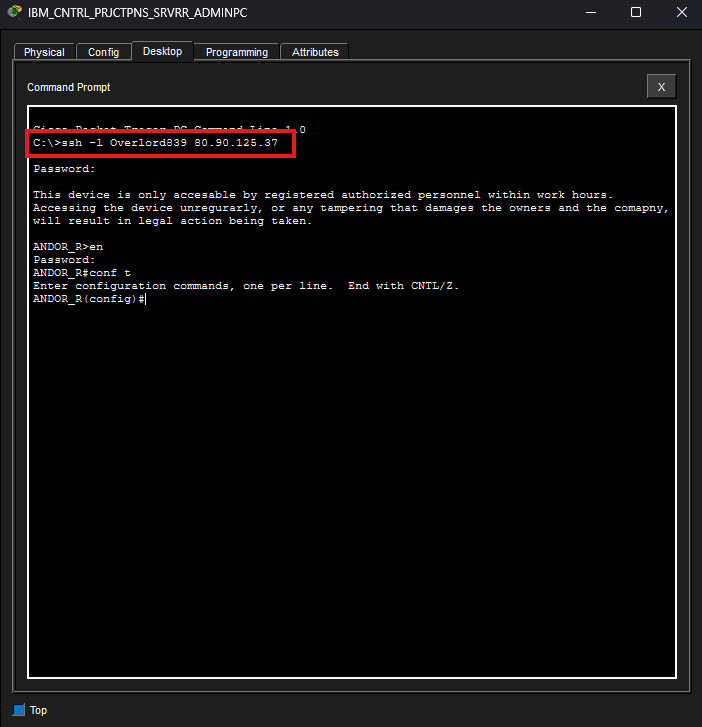 IBM_CNTRL_PRJCTPNS_SRVRR_ADMINPC
Physical Config Desktop Programming Attributes
Command Prompt X
Cisco Packet Tracer PC Command Line 1.0
C:\>ssh -l Overlord839 80.90.125.37
Password:
This device is only accesable by registered authorized personnel within work hours.
Accessing the device unregurarly, or any tampering that damages the owners and the comapny,
will result in legal action being taken.
ANDOR_R>en
Password:
ANDOR_R#conf t
Enter configuration commands, one per line.  End with CNTL/Z.
ANDOR_R(config)#
Top